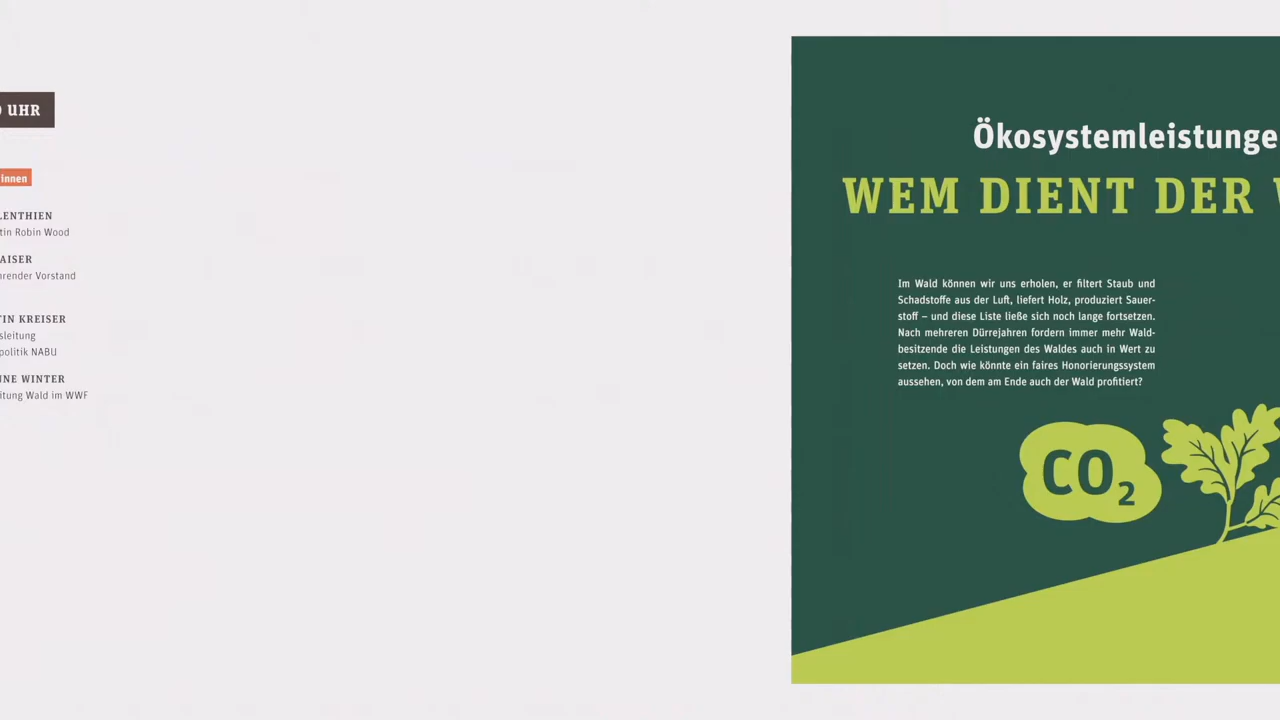 UHR
innen
LENTHIEN
tin Robin Wood
AISER
hrender Vorstand
TIN KREISER
sleitung
politik NABU
NNE WINTER
itung Wald im WWF
Ökosystemleistunge
WEM DIENT DER
Im Wald können wir uns erholen, er filtert Staub und
Schadstoffe aus der Luft, liefert Holz, produziert Sauer-
stoff – und diese Liste ließe sich noch lange fortsetzen.
Nach mehreren Dürrejahren fordern immer mehr Wald-
besitzende die Leistungen des Waldes auch in Wert zu
setzen. Doch wie könnte ein faires Honorierungssystem
aussehen, von dem am Ende auch der Wald profitiert?
CO₂